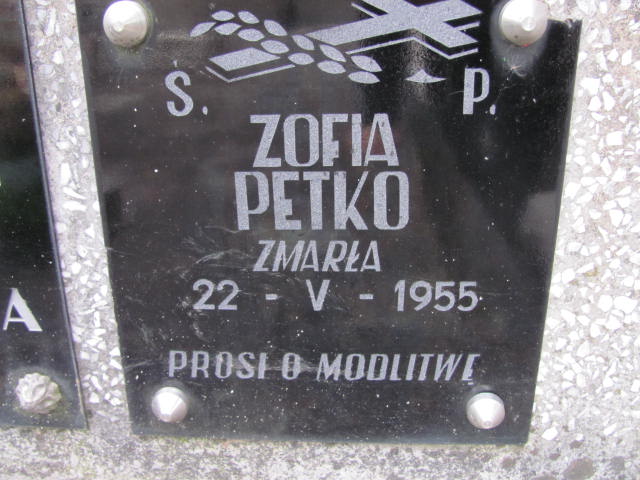 Ś. P.
ZOFIA
PETKO
ZMARŁA
22 - V - 1955
PROSI O MODLITWĘ
A